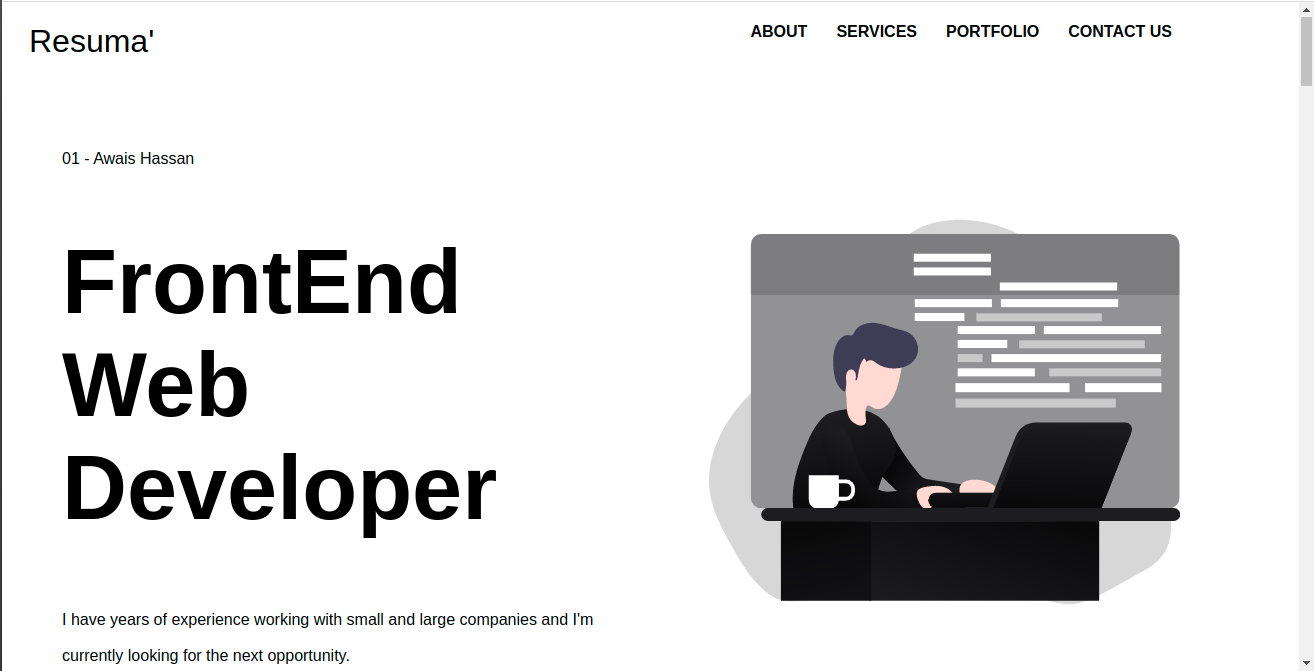 Resuma'
ABOUT SERVICES PORTFOLIO CONTACT US
01 - Awais Hassan
FrontEnd
Web
Developer
I have years of experience working with small and large companies and I'm
currently looking for the next opportunity.